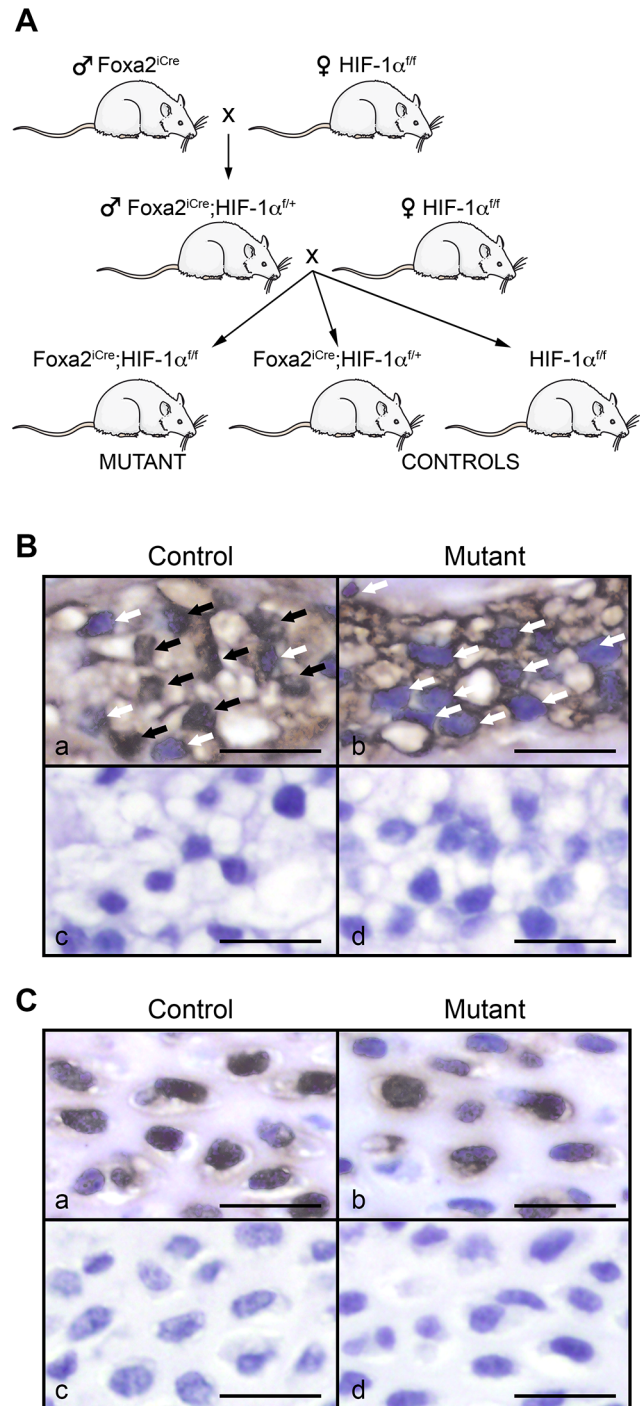 A
♂ Foxa2iCre
♀ HIF-1αf/f
x
♂ Foxa2iCre;HIF-1αf/+
♀ HIF-1αf/f
x
Foxa2iCre;HIF-1αf/f
Foxa2iCre;HIF-1αf/+
HIF-1αf/f
MUTANT
CONTROLS
B
Control
Mutant
a
b
c
d
C
Control
Mutant
a
b
c
d